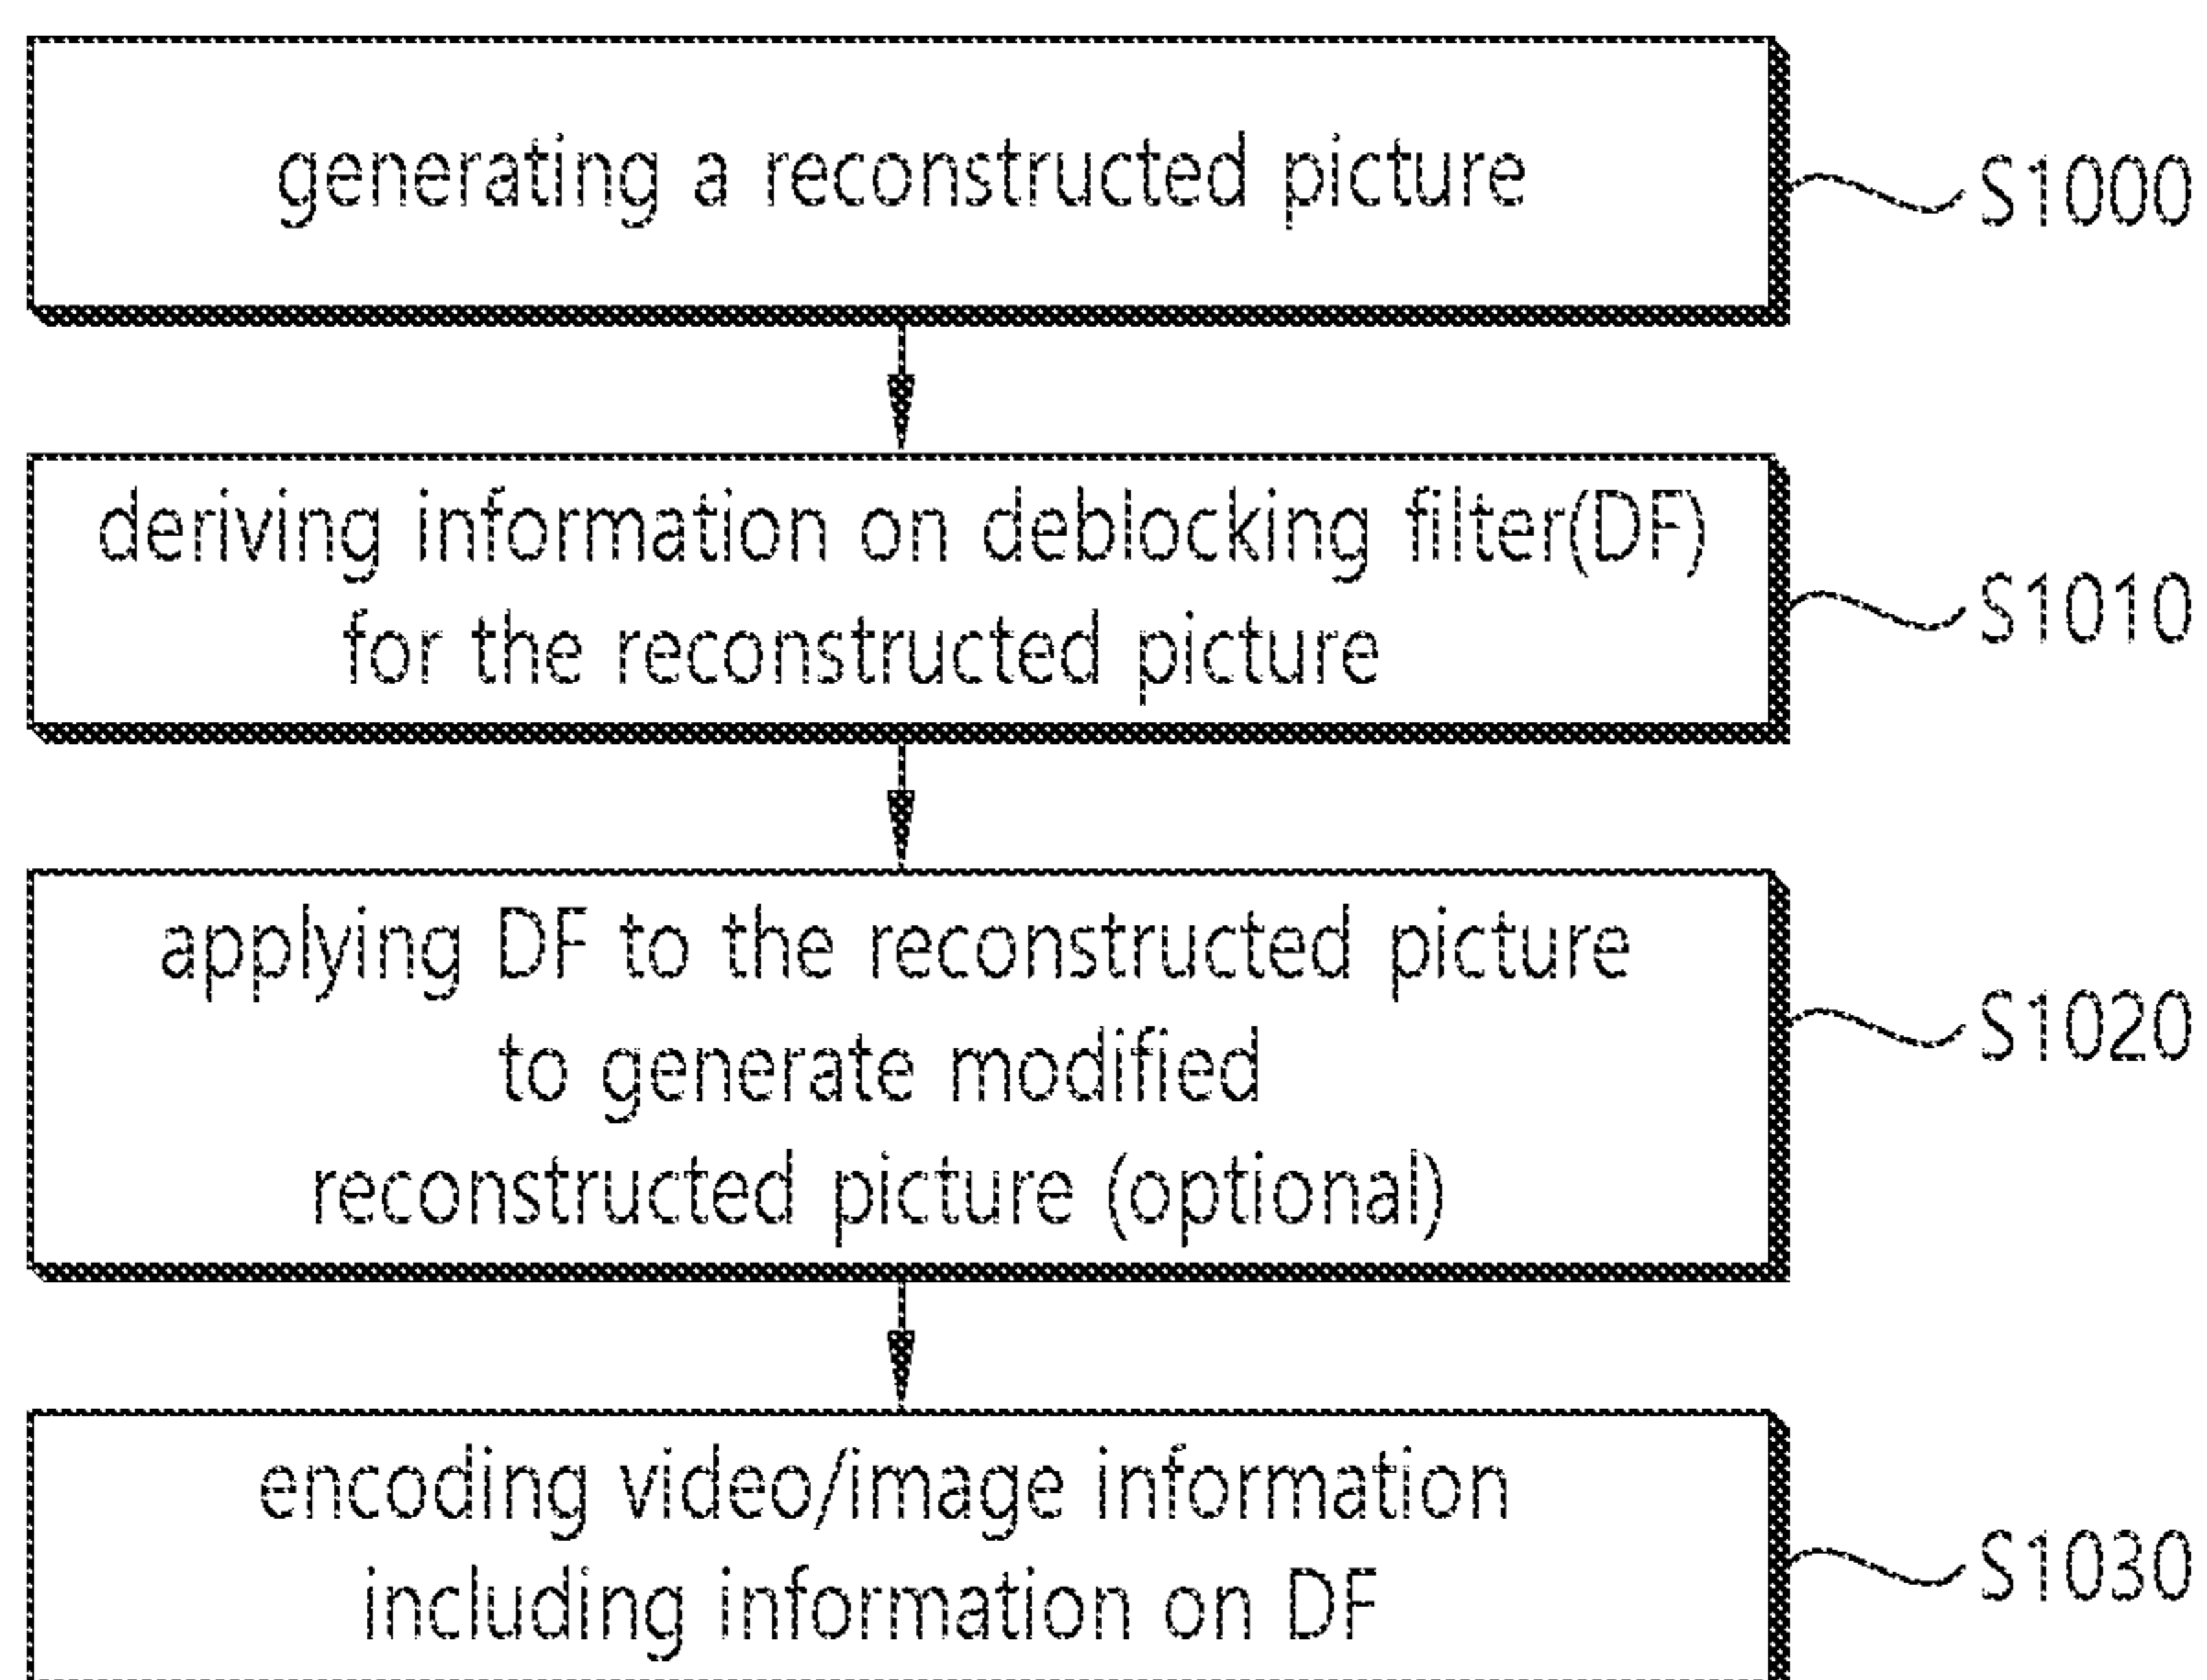 generating a reconstructed picture
S1000
deriving information on deblocking filter(DF)
for the reconstructed picture
S1010
applying DF to the reconstructed picture
to generate modified
reconstructed picture (optional)
S1020
encoding video/image information
including information on DF
S1030